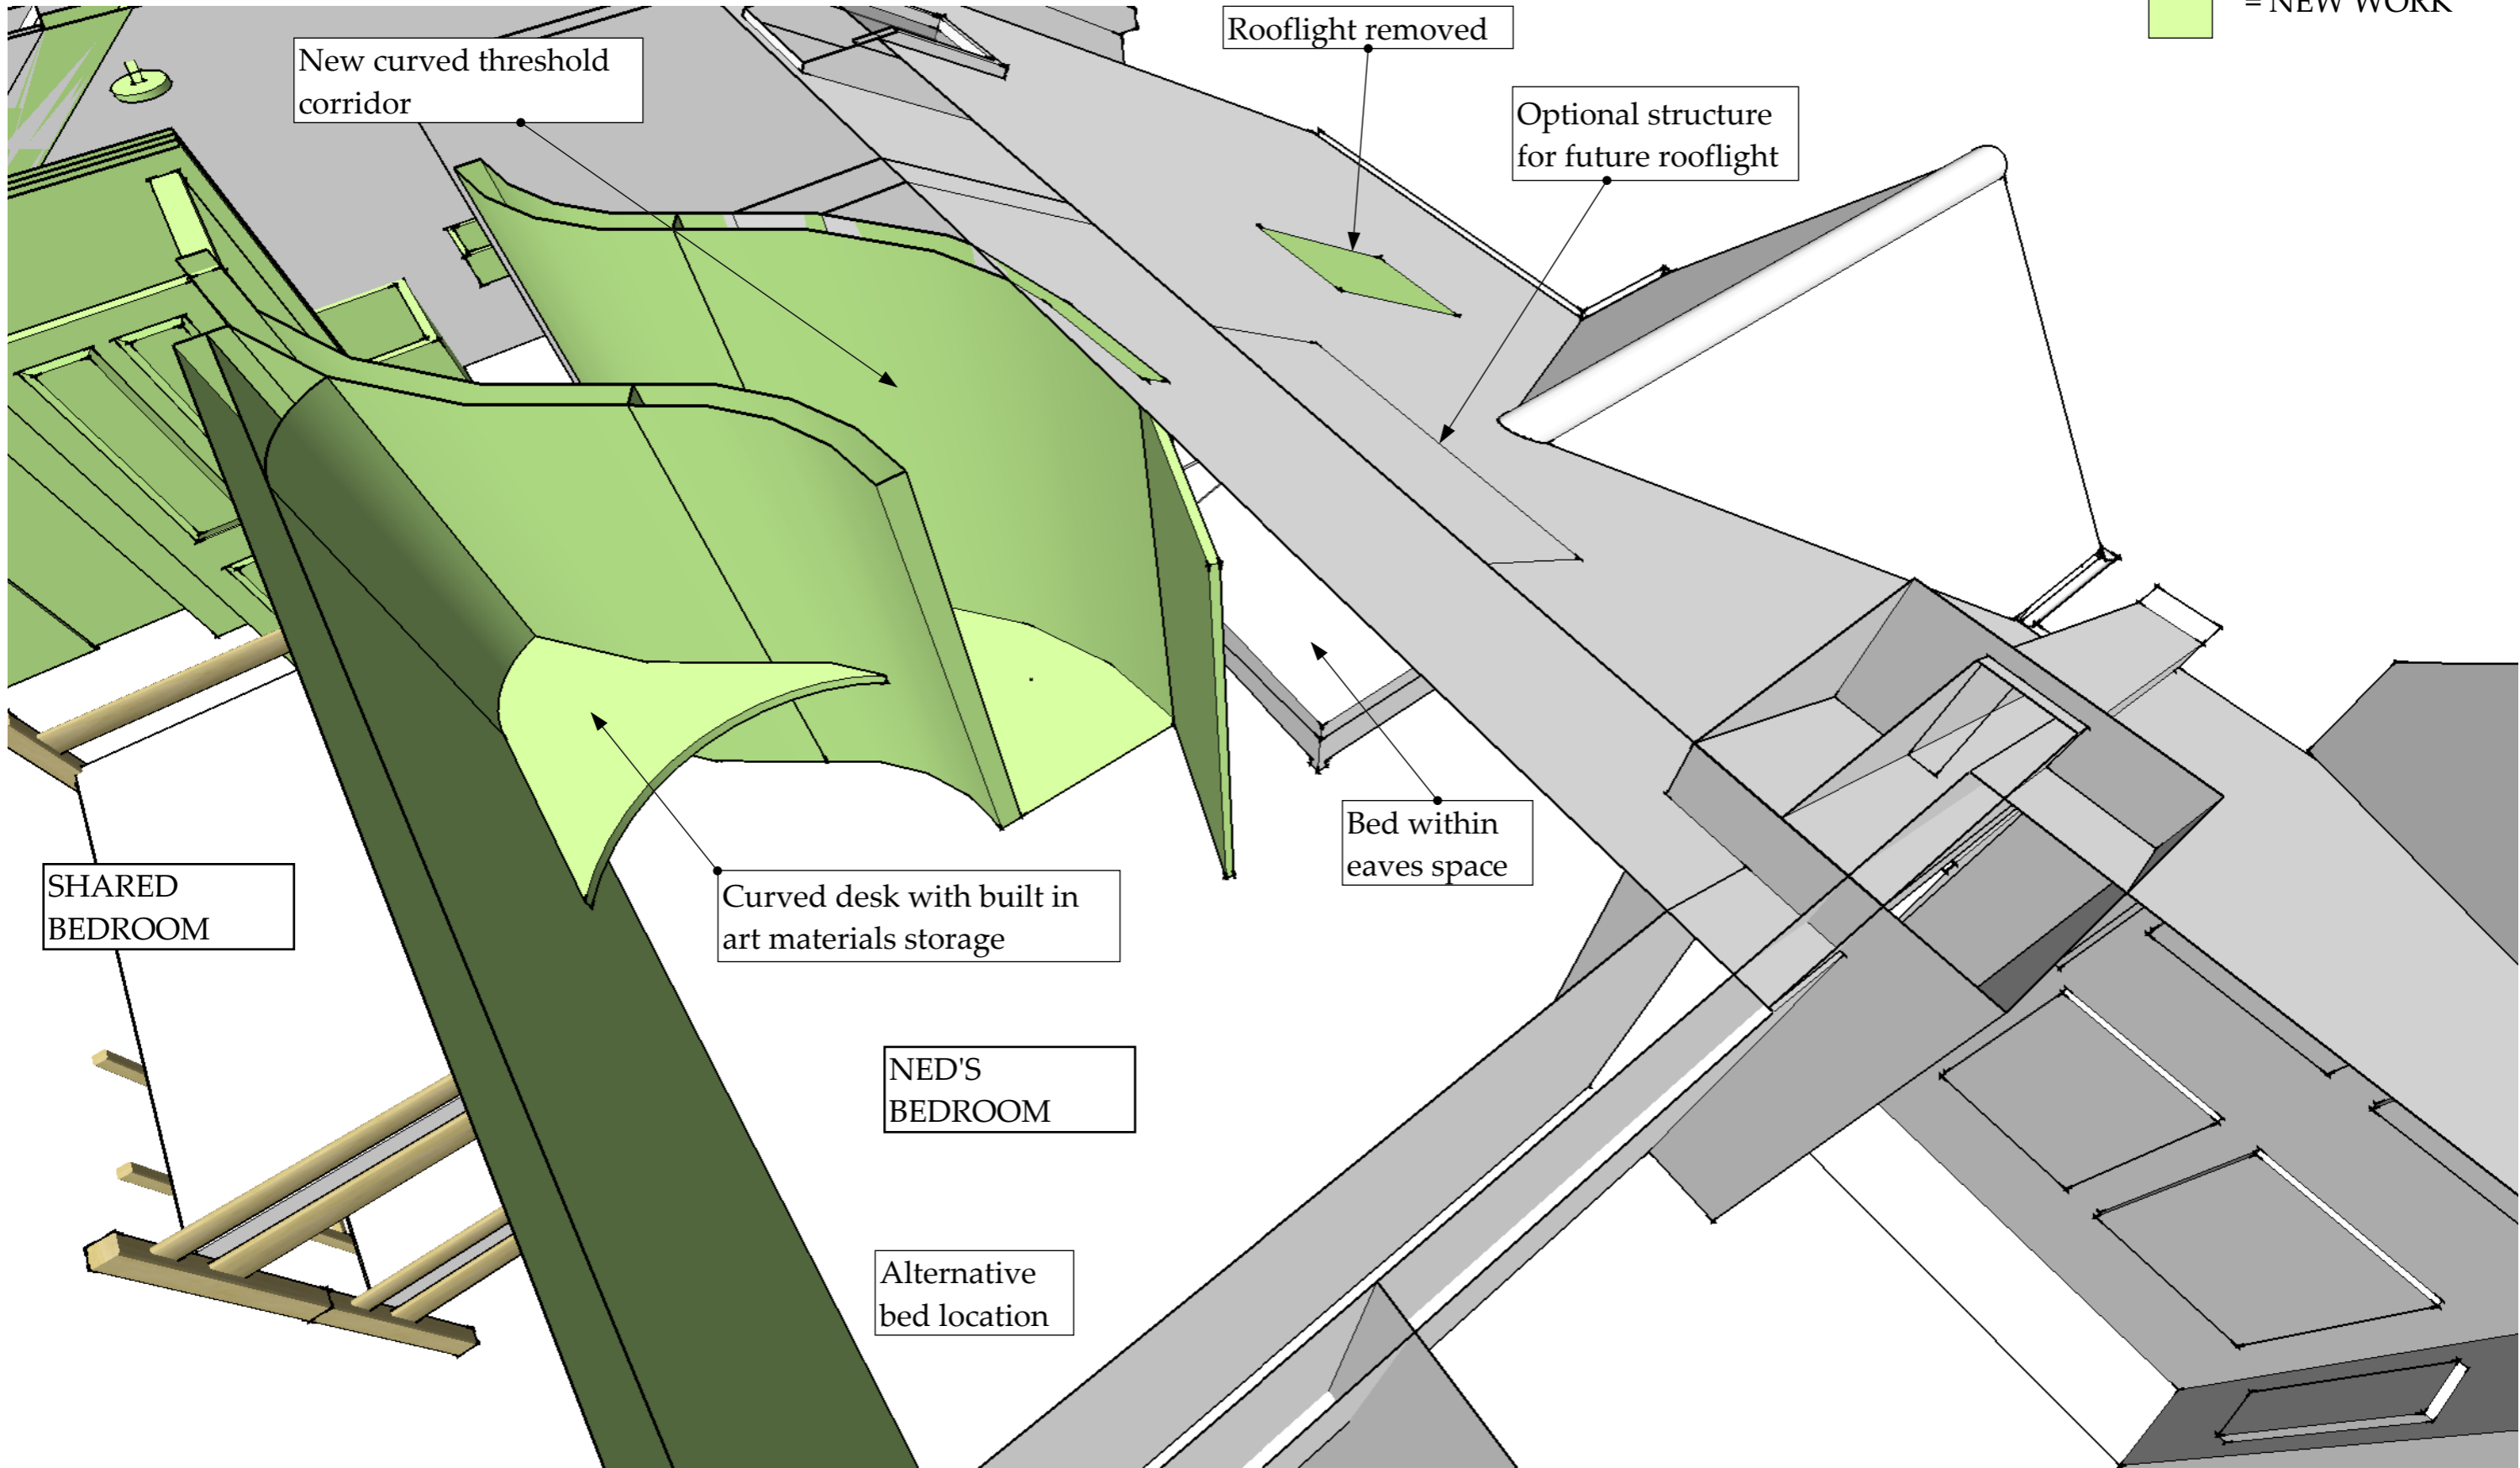 = NEW WORK
Rooflight removed
New curved threshold
corridor
Optional structure
for future rooflight
Bed within
eaves space
SHARED
BEDROOM
Curved desk with built in
art materials storage
NED'S
BEDROOM
Alternative
bed location